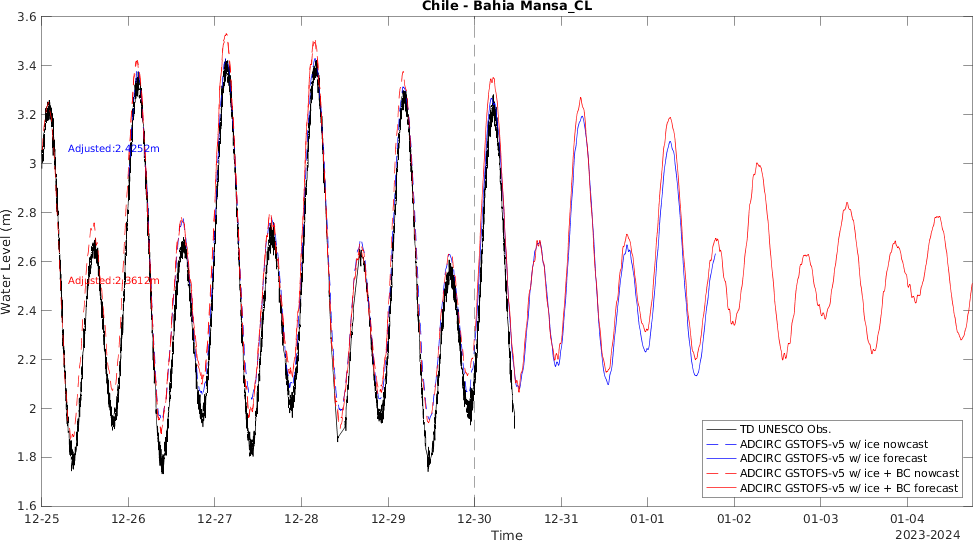 Chile - Bahia Mansa_CL
Water Level (m)
3.6
3.4
3.2
3
2.8
2.6
2.4
2.2
2
1.8
1.6
Adjusted:2.4252m
Adjusted:2.3612m
TD UNESCO Obs.
ADCIRC GSTOFS-v5 w/ ice nowcast
ADCIRC GSTOFS-v5 w/ ice forecast
ADCIRC GSTOFS-v5 w/ ice + BC nowcast
ADCIRC GSTOFS-v5 w/ ice + BC forecast
12-25 12-26 12-27 12-28 12-29 12-30 12-31 01-01 01-02 01-03 01-04
Time
2023-2024